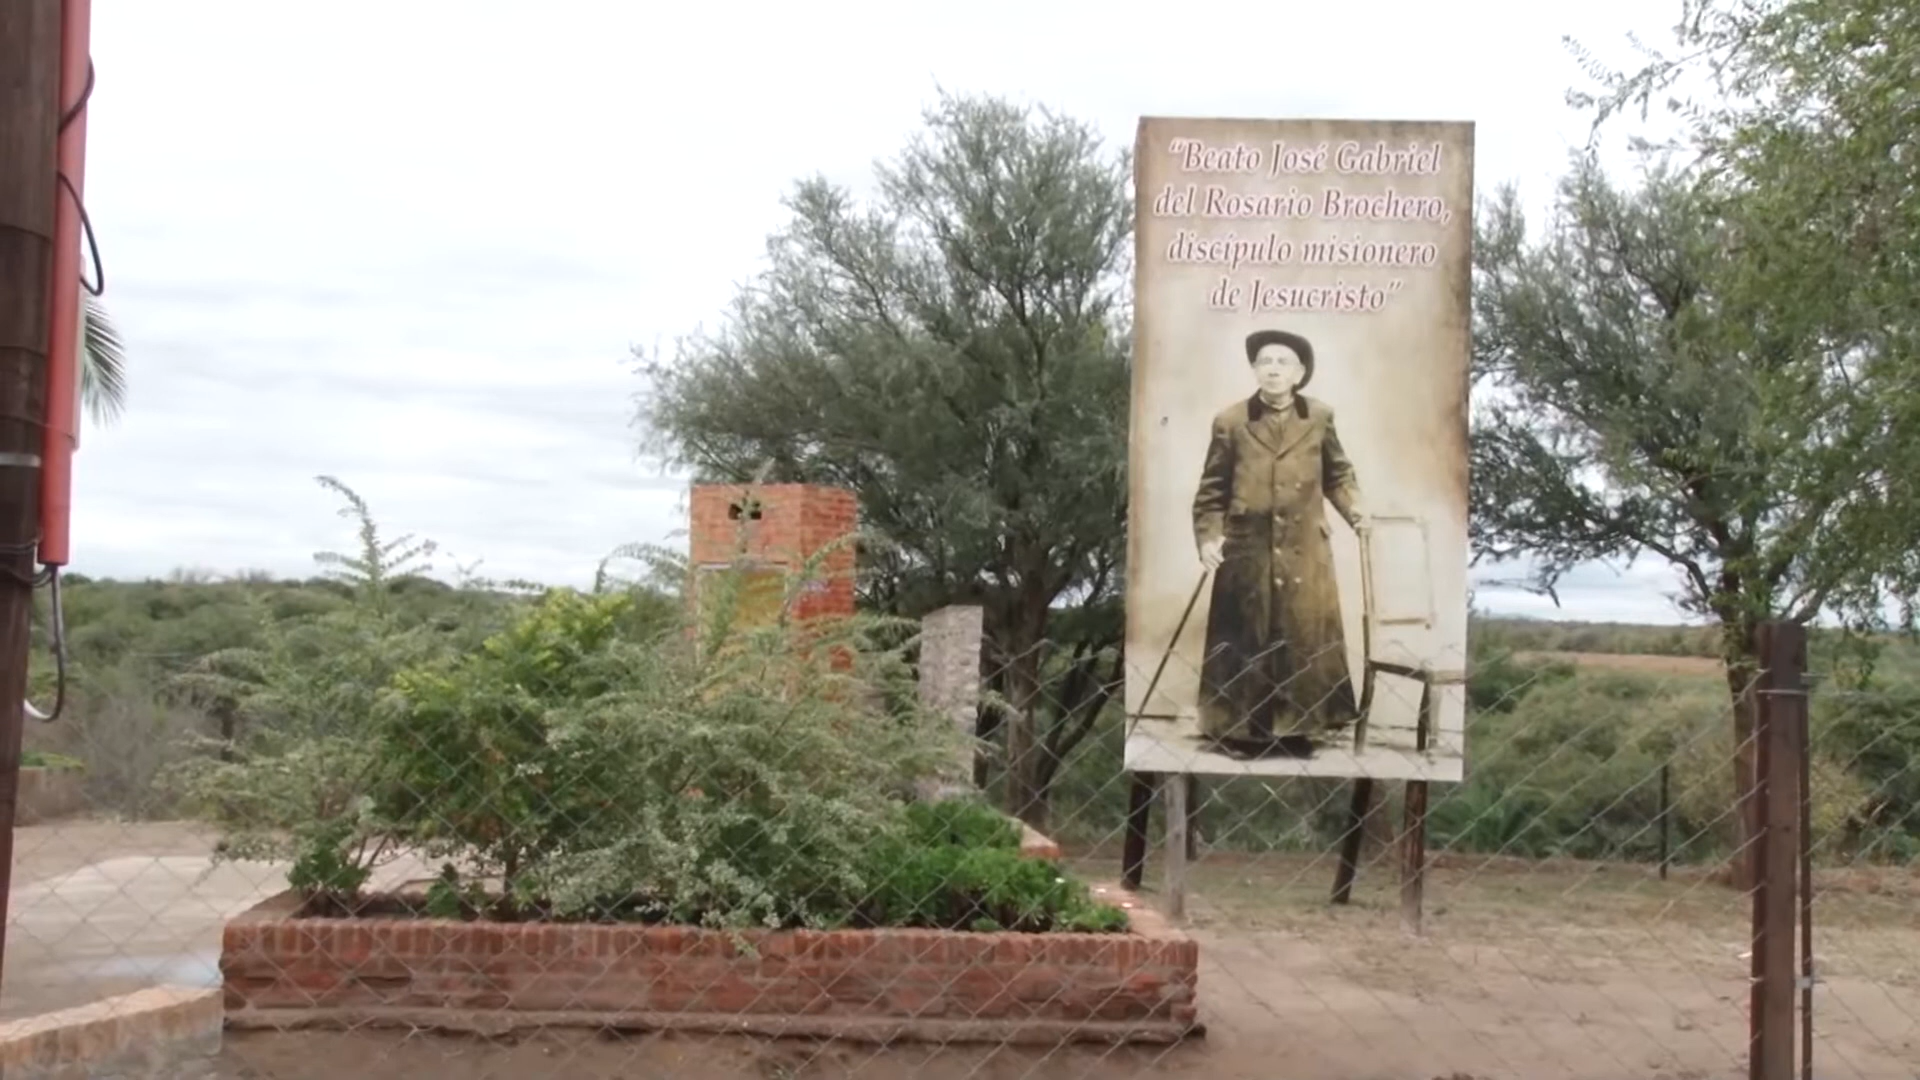 “Beato José Gabriel
del Rosario Brochero,
discípulo misionero
de Jesucristo”